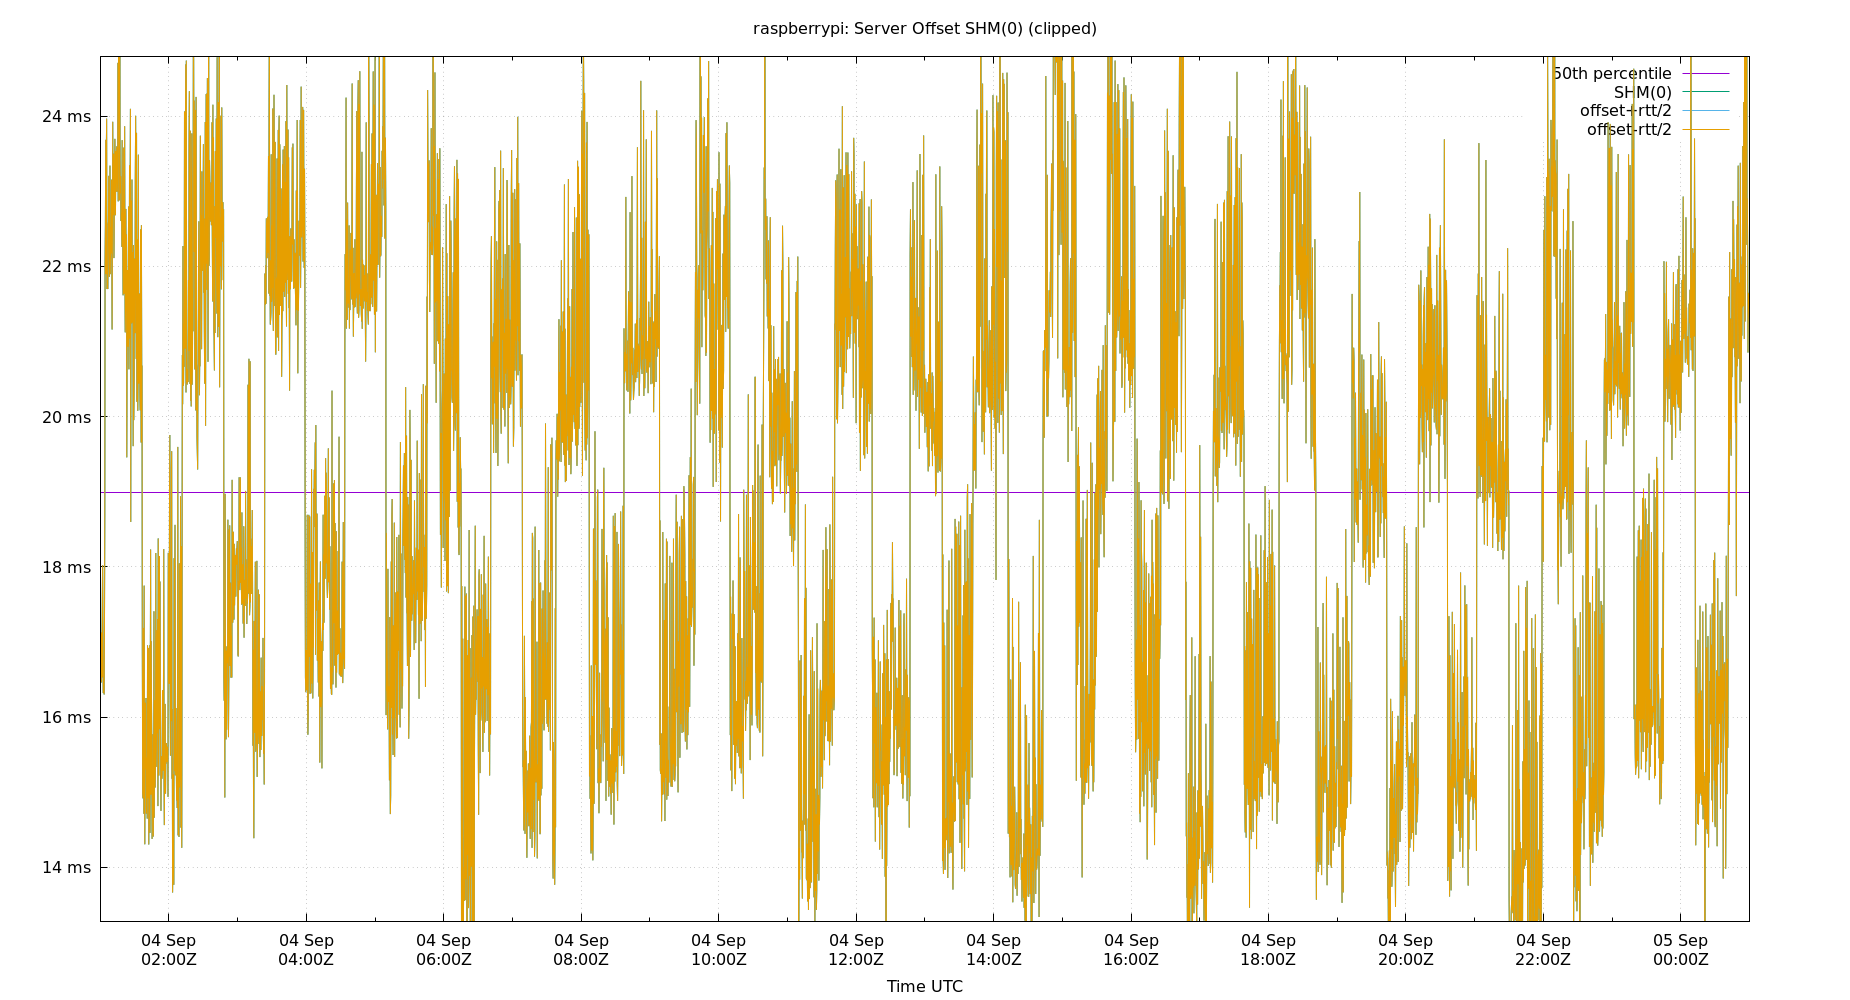 raspberrypi: Server Offset SHM(0) (clipped)
50th percentile
SHM(0)
offset+rtt/2
offset-rtt/2
24 ms
22 ms
20 ms
18 ms
16 ms
14 ms
04 Sep 04 Sep 04 Sep 04 Sep 04 Sep 04 Sep 04 Sep 04 Sep 04 Sep 04 Sep 04 Sep 05 Sep
02:00Z 04:00Z 06:00Z 08:00Z 10:00Z 12:00Z 14:00Z 16:00Z 18:00Z 20:00Z 22:00Z 00:00Z
Time UTC